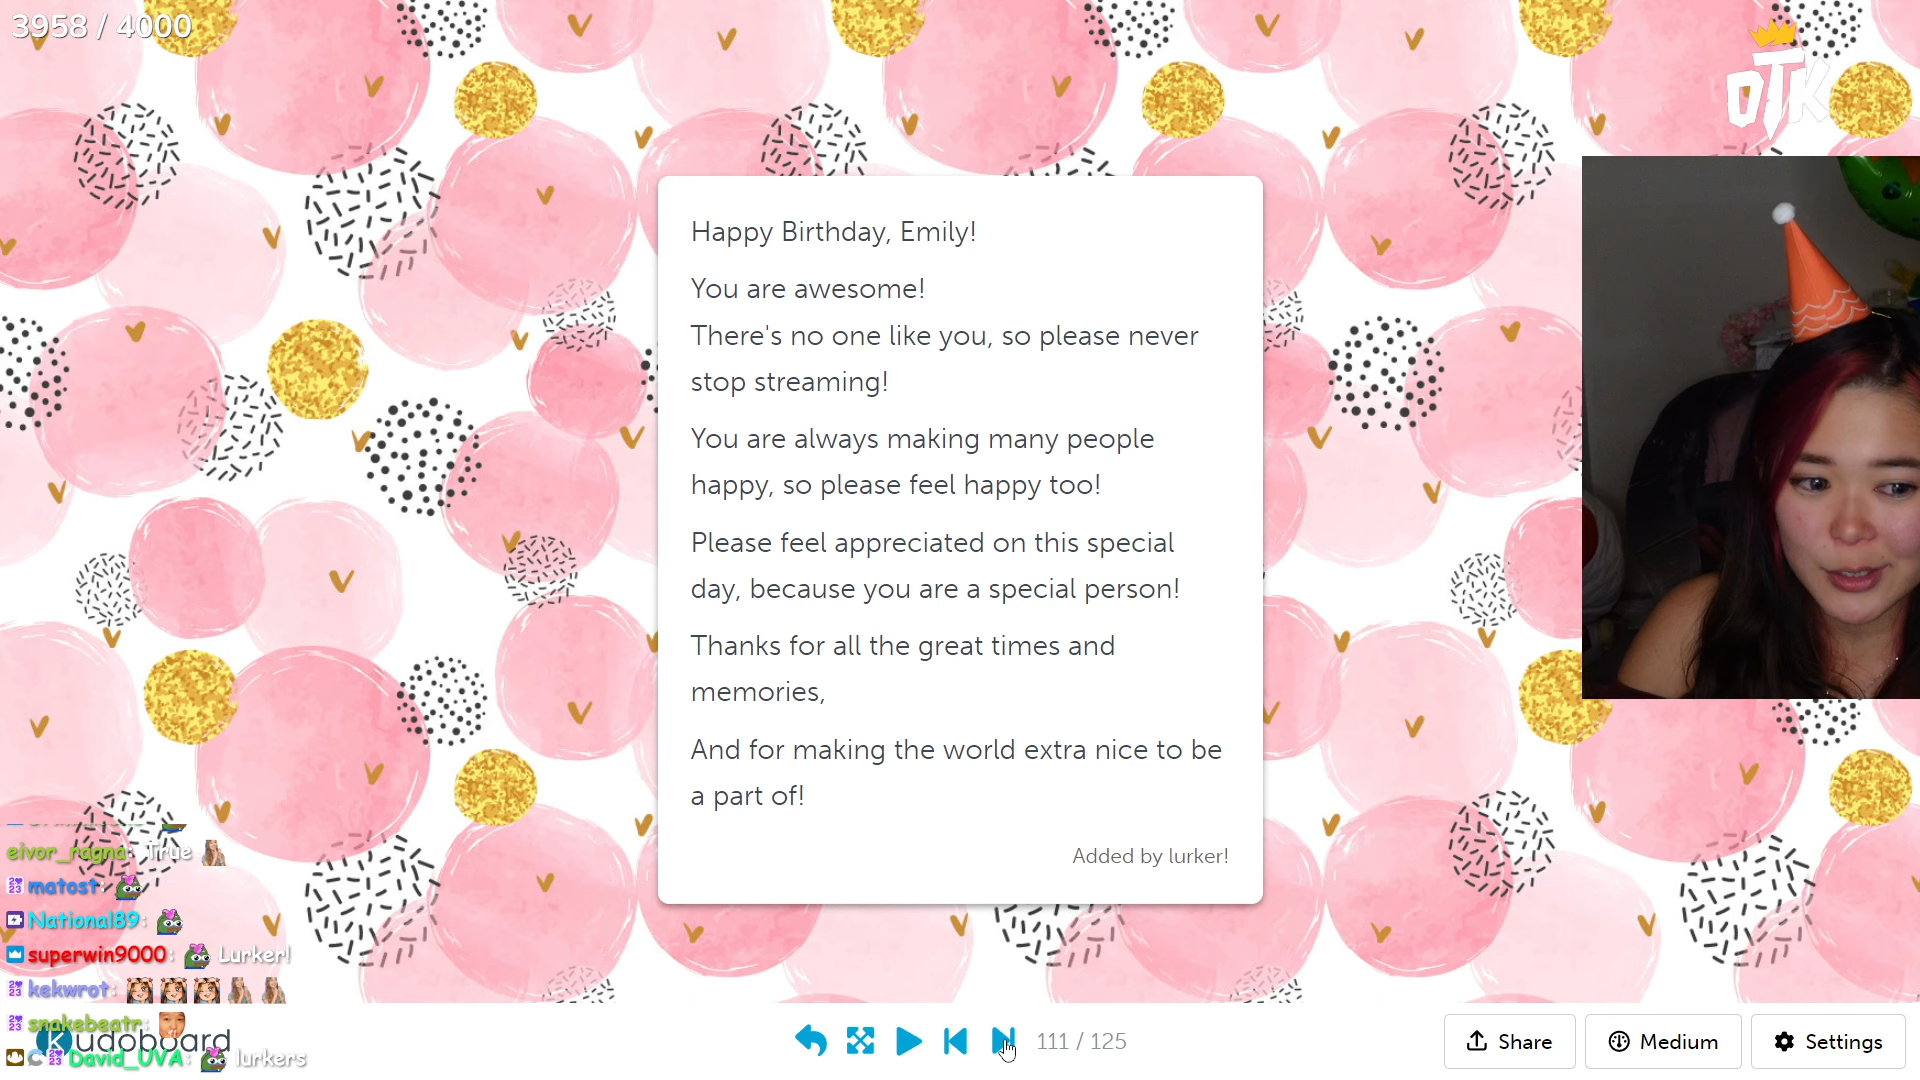 3958 / 4000
OTK
Happy Birthday, Emily!
You are awesome!
There's no one like you, so please never
stop streaming!
You are always making many people
happy, so please feel happy too!
Please feel appreciated on this special
day, because you are a special person!
Thanks for all the great times and
memories,
And for making the world extra nice to be
a part of!
Added by lurker!
eivor_ragna: True
matost:
National89:
superwin9000: Lurker!
kekwrot:
snakebeatr:
David_UVA: lurkers
Kudoboard
111 / 125
Share
Medium
Settings